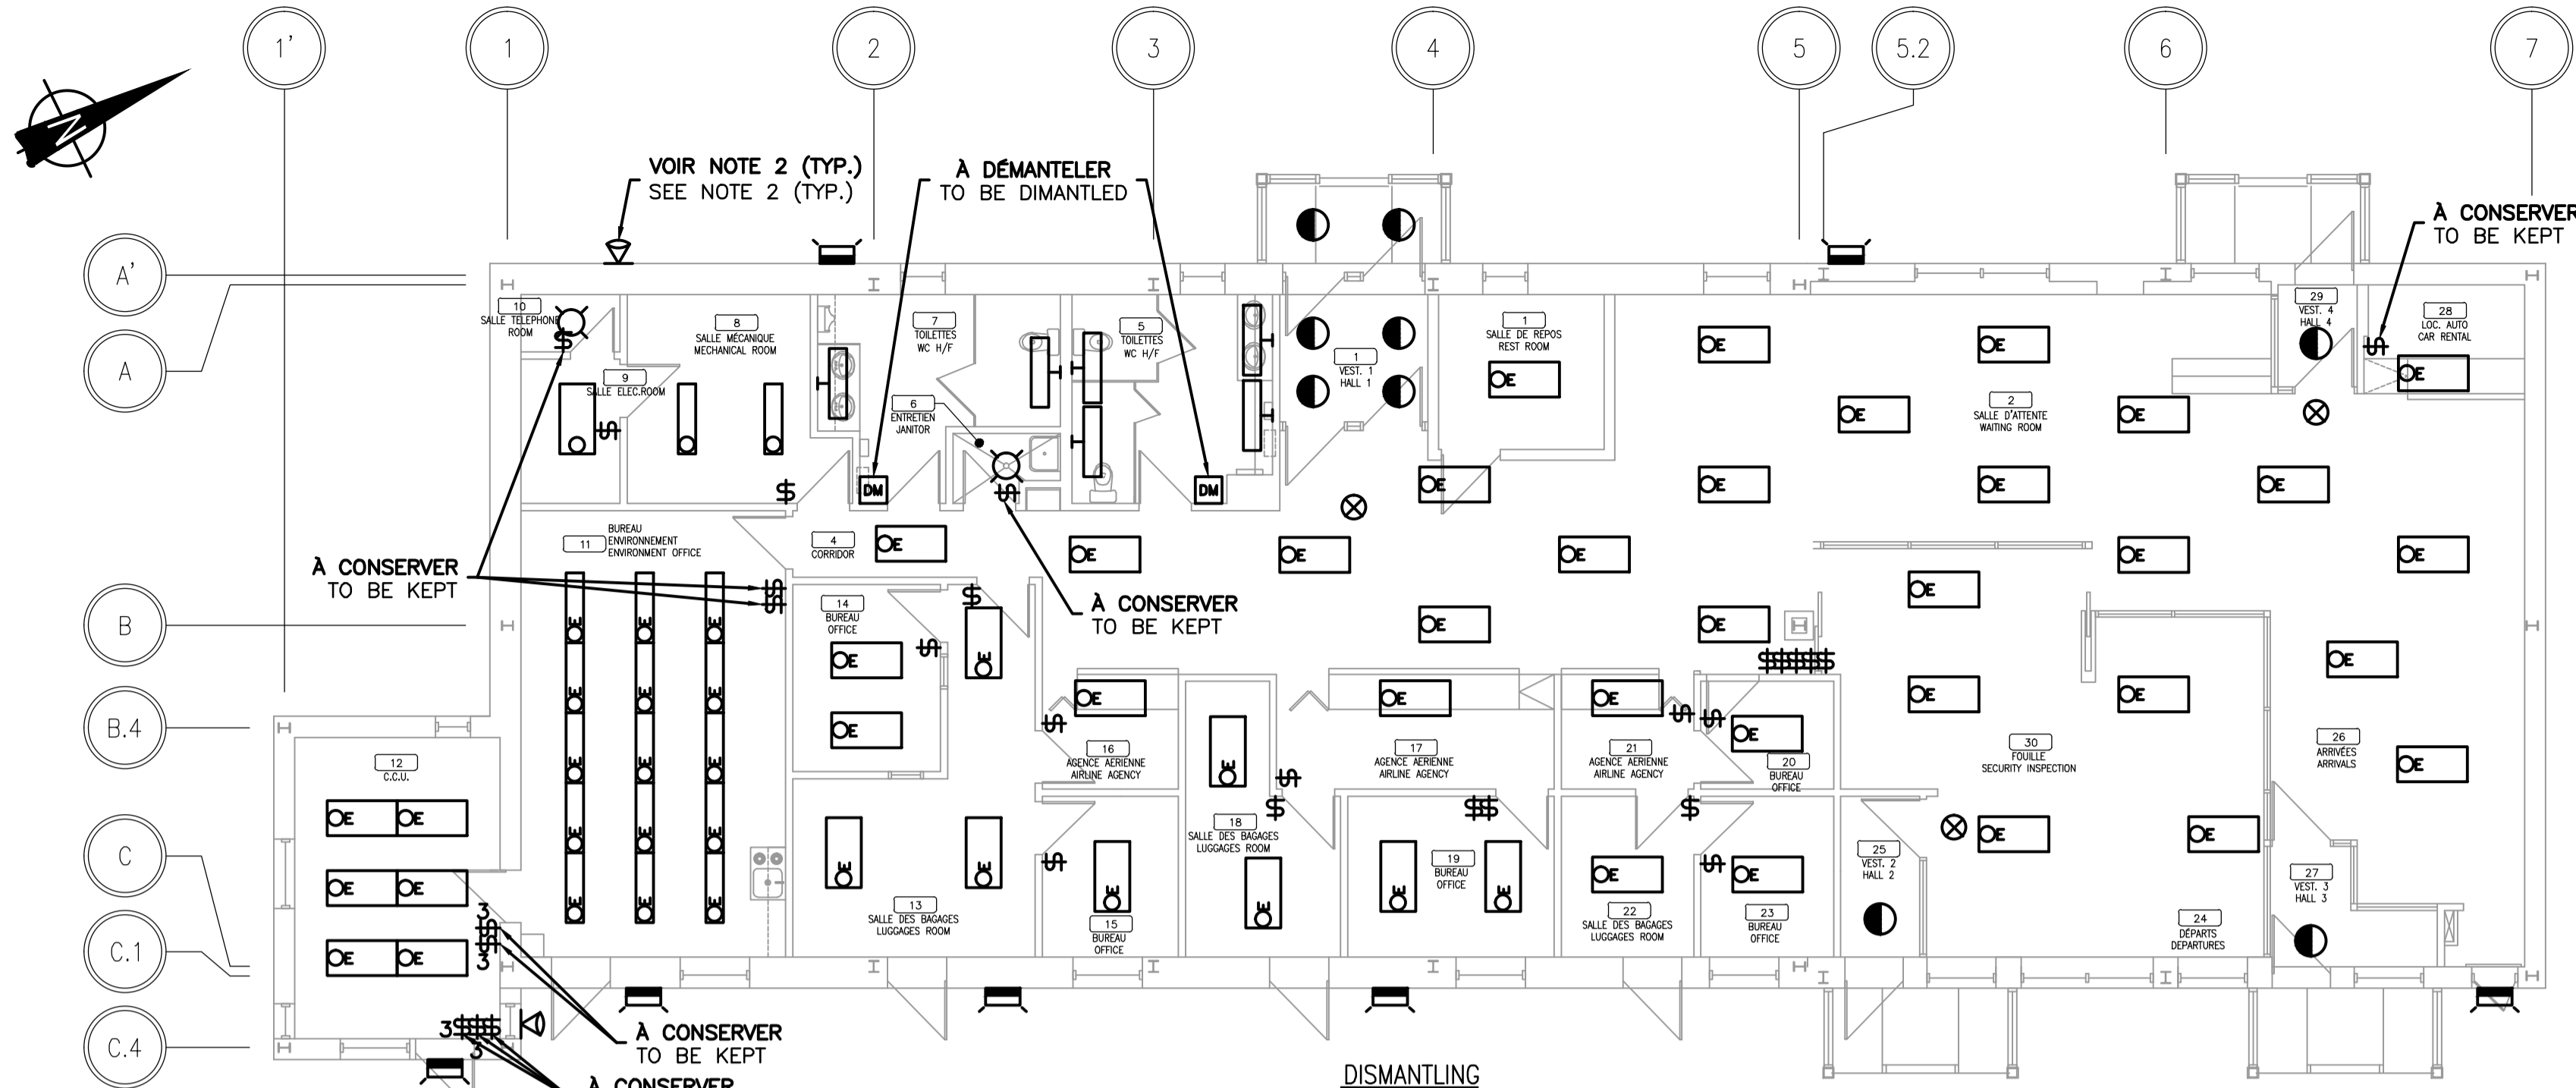 1'
1
2
3
4
5
5.2
6
7
N
VOIR NOTE 2 (TYP.)
SEE NOTE 2 (TYP.)
À DÉMANTELER
TO BE DIMANTLED
À CONSERVER
TO BE KEPT
A'
A
B
B.4
C
C.1
C.4
10
SALLE TELEPHONE
ROOM
8
SALLE MÉCANIQUE
MECHANICAL ROOM
7
TOILETTES
WC H/F
5
TOILETTES
WC H/F
1
VEST. 1
HALL 1
1
SALLE DE REPOS
REST ROOM
29
VEST. 4
HALL 4
28
LOC. AUTO
CAR RENTAL
9
SALLE ELEC.ROOM
6
ENTRETIEN
JANITOR
2
SALLE D'ATTENTE
WAITING ROOM
DM
DM
11
BUREAU
ENVIRONNEMENT
ENVIRONMENT OFFICE
4
CORRIDOR
À CONSERVER
TO BE KEPT
À CONSERVER
TO BE KEPT
14
BUREAU
OFFICE
12
C.C.U.
16
AGENCE AERIENNE
AIRLINE AGENCY
17
AGENCE AERIENNE
AIRLINE AGENCY
21
AGENCE AERIENNE
AIRLINE AGENCY
20
BUREAU
OFFICE
30
FOUILLE
SECURITY INSPECTION
26
ARRIVÉES
ARRIVALS
18
SALLE DES BAGAGES
LUGGAGES ROOM
19
BUREAU
OFFICE
25
VEST. 2
HALL 2
27
VEST. 3
HALL 3
13
SALLE DES BAGAGES
LUGGAGES ROOM
15
BUREAU
OFFICE
22
SALLE DES BAGAGES
LUGGAGES ROOM
23
BUREAU
OFFICE
24
DÉPARTS
DEPARTURES
3
3
3
3
À CONSERVER
TO BE KEPT
À CONSERVER
DISMANTLING